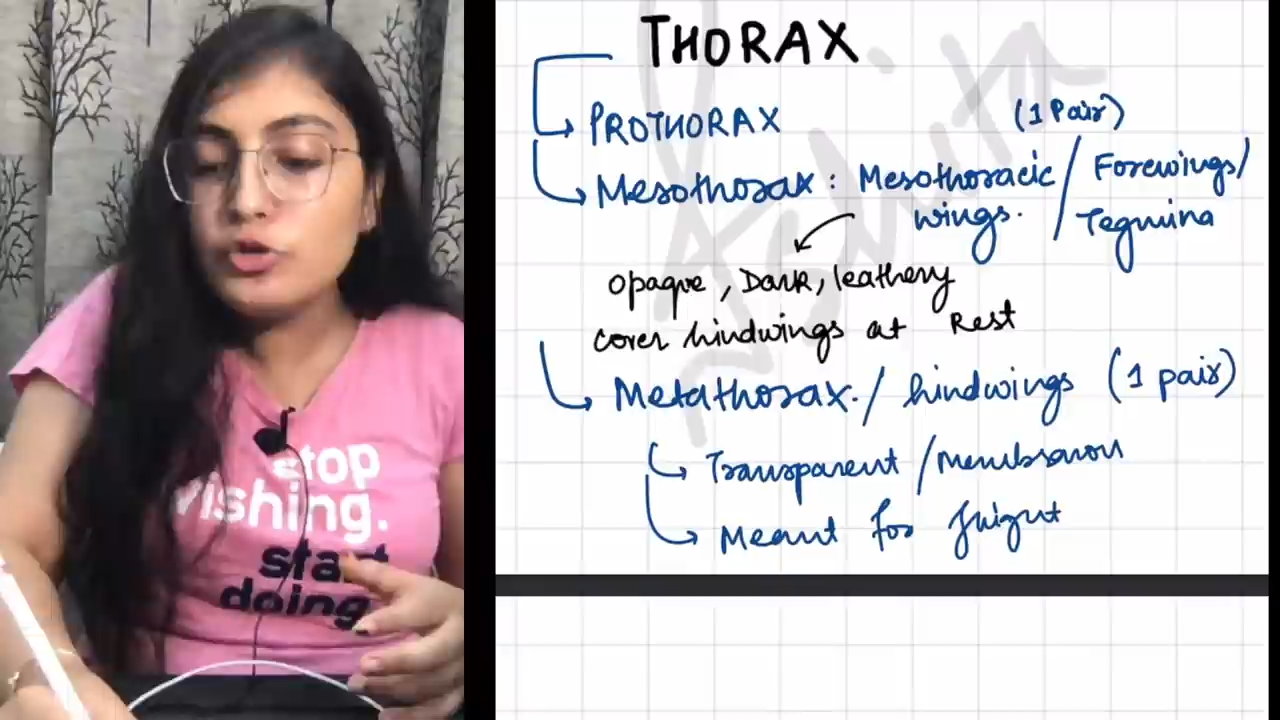 stop
wishing.
start
doing.
THORAX
PROTHORAX
(1 Pair)
Mesothorax : Mesothoracic wings. / Forewings/ Tegmina
opaque, Dark, leathery
cover hindwings at Rest
Metathorax. / hindwings (1 pair)
Transparent / Membranous
Meant for flight
Ashita